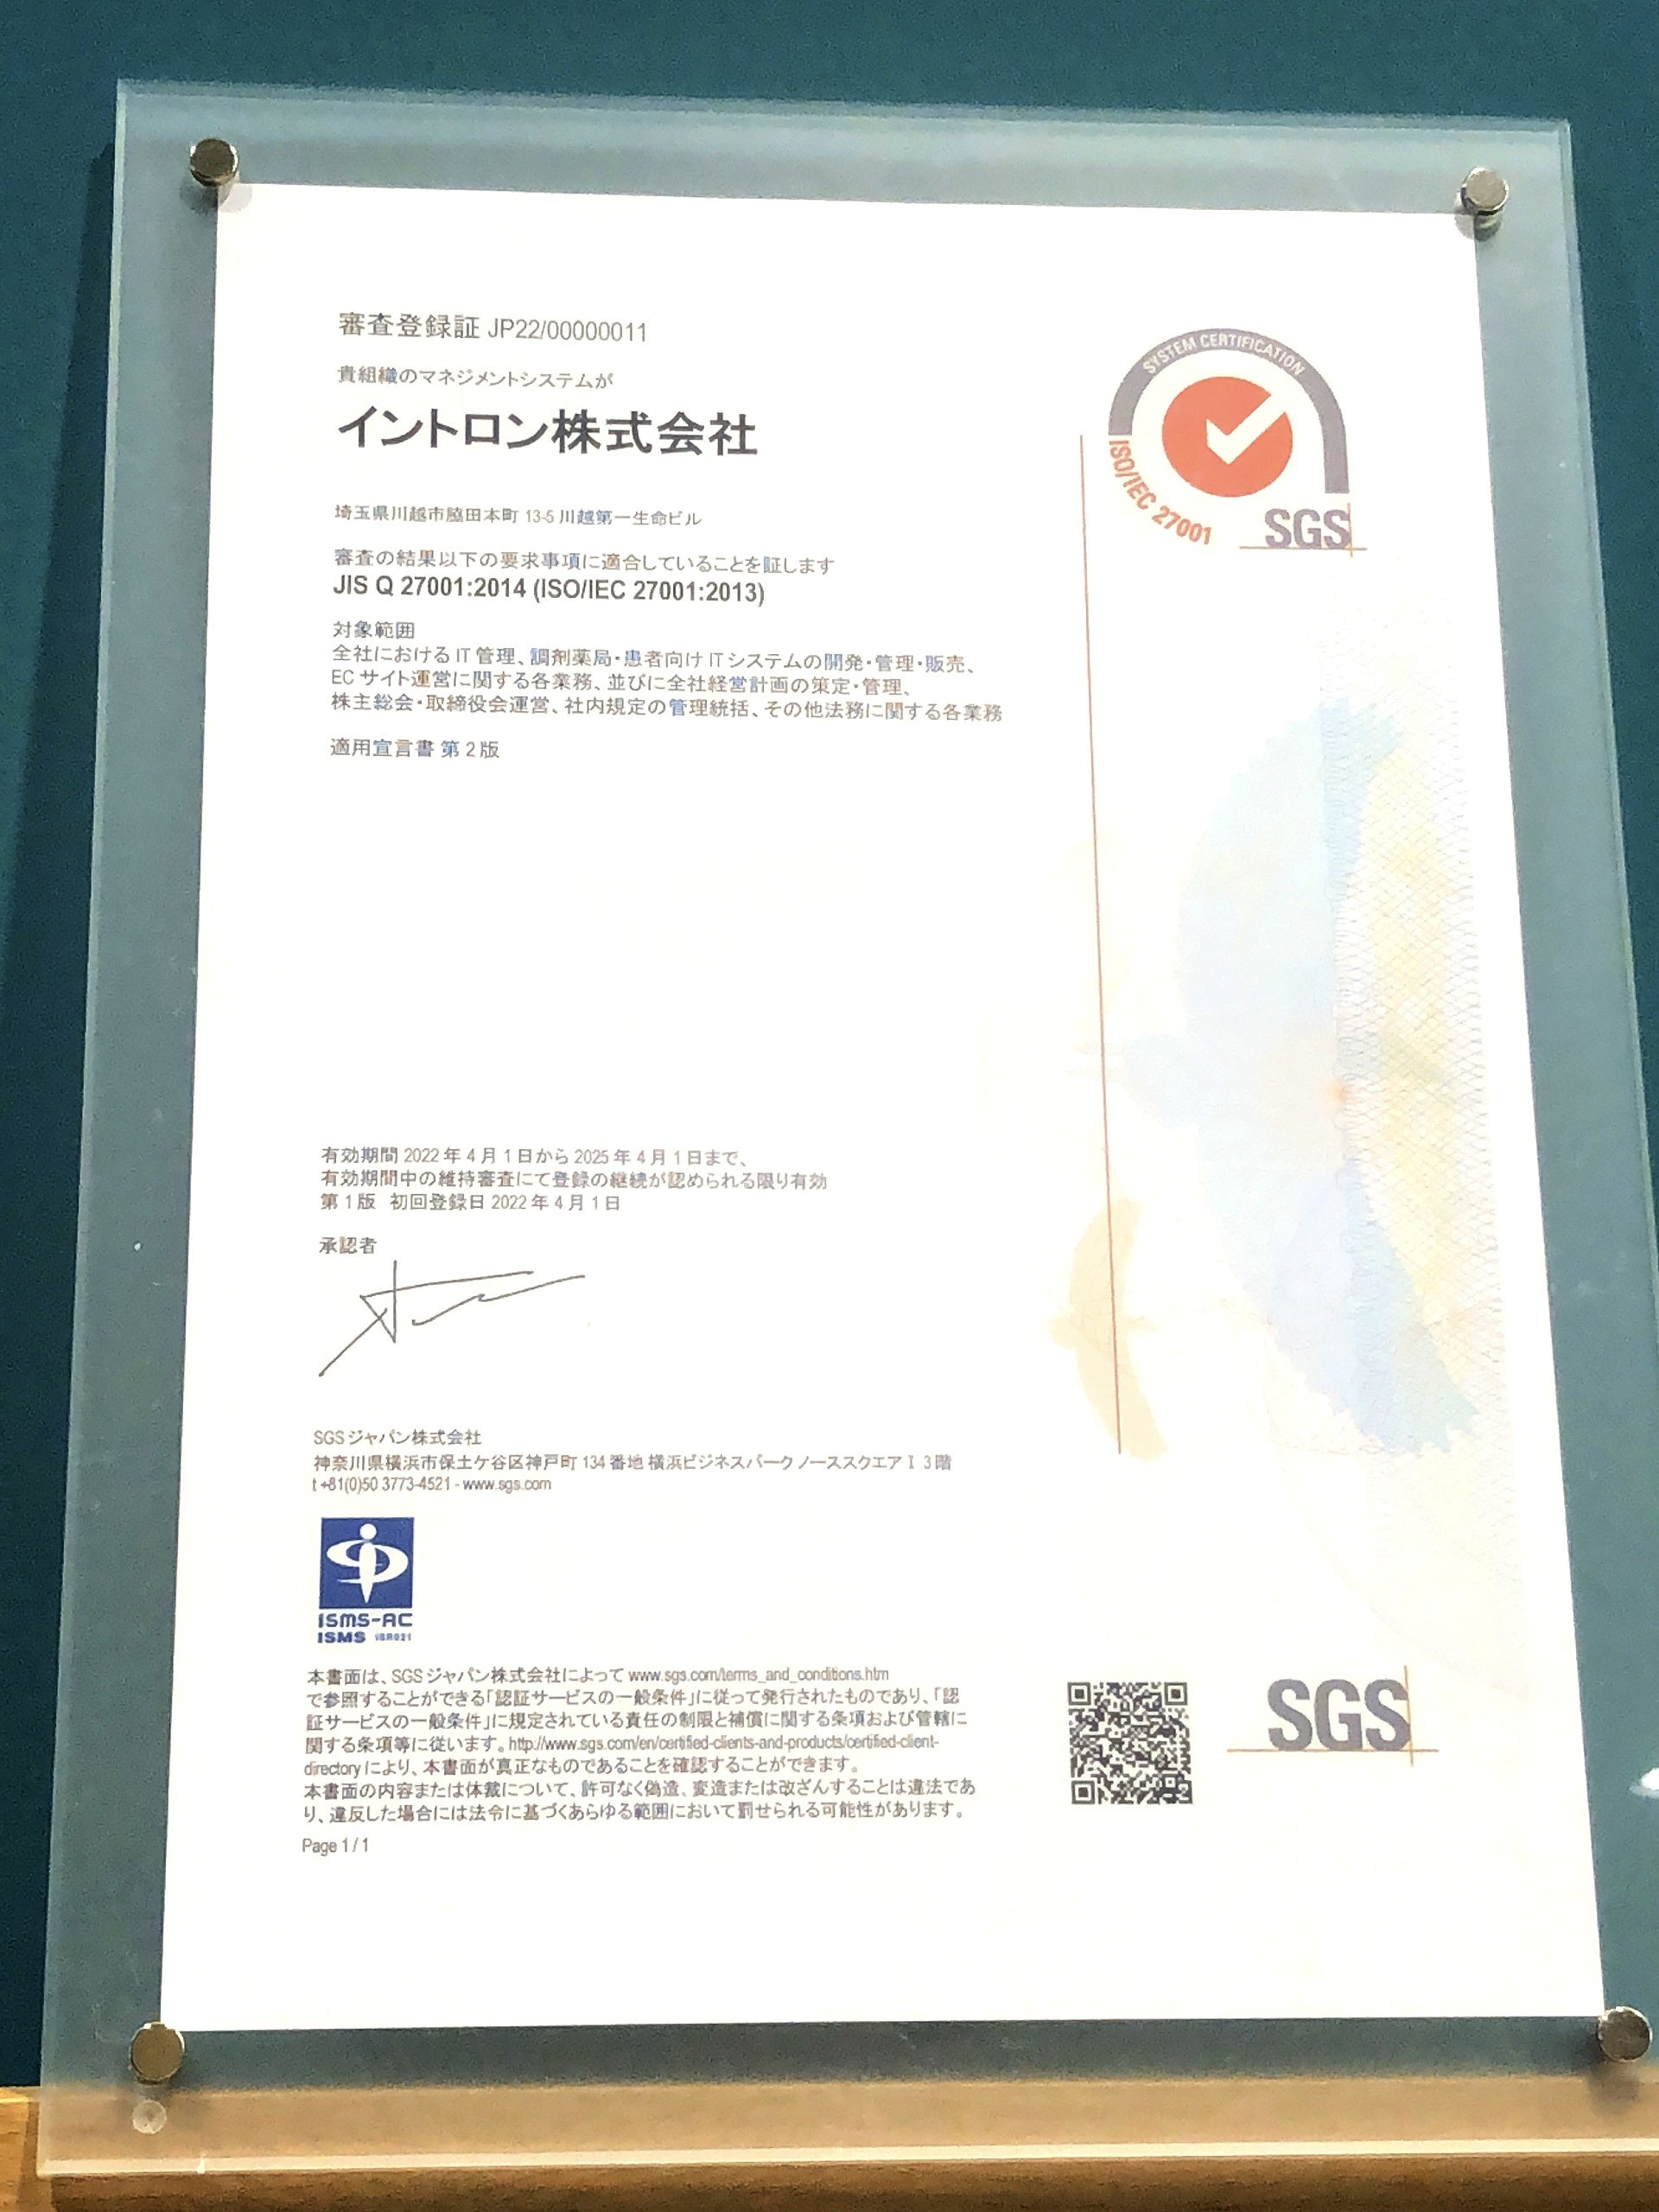 審査登録証 JP22/00000011
貴組織のマネジメントシステムが
イントロン株式会社
埼玉県川越市脇田本町 13-5 川越第一生命ビル
審査の結果以下の要求事項に適合していることを証します
JIS Q 27001:2014 (ISO/IEC 27001:2013)
対象範囲
全社における IT 管理、調剤薬局・患者向け IT システムの開発・管理・販売、
EC サイト運営に関する各業務、並びに全社経営計画の策定・管理、
株主総会・取締役会運営、社内規定の管理統括、その他法務に関する各業務
適用宣言書 第 2 版
SYSTEM CERTIFICATION
ISO/IEC 27001
SGS
有効期間 2022 年 4 月 1 日から 2025 年 4 月 1 日まで、
有効期間中の維持審査にて登録の継続が認められる限り有効
第 1 版 初回登録日 2022 年 4 月 1 日
承認者
SGS ジャパン株式会社
神奈川県横浜市保土ケ谷区神戸町 134 番地 横浜ビジネスパーク ノーススクエア I 3 階
t +81(0)50 3773-4521 - www.sgs.com
ISMS-AC
ISMS ISR021
本書面は、SGS ジャパン株式会社によって www.sgs.com/terms_and_conditions.htm
で参照することができる「認証サービスの一般条件」に従って発行されたものであり、「認
証サービスの一般条件」に規定されている責任の制限と補償に関する条項および管轄に
関する条項等に従います。http://www.sgs.com/en/certified-clients-and-products/certified-client-
directory により、本書面が真正なものであることを確認することができます。
本書面の内容または体裁について、許可なく偽造、変造または改ざんすることは違法であ
り、違反した場合には法令に基づくあらゆる範囲において罰せられる可能性があります。
Page 1 / 1
SGS